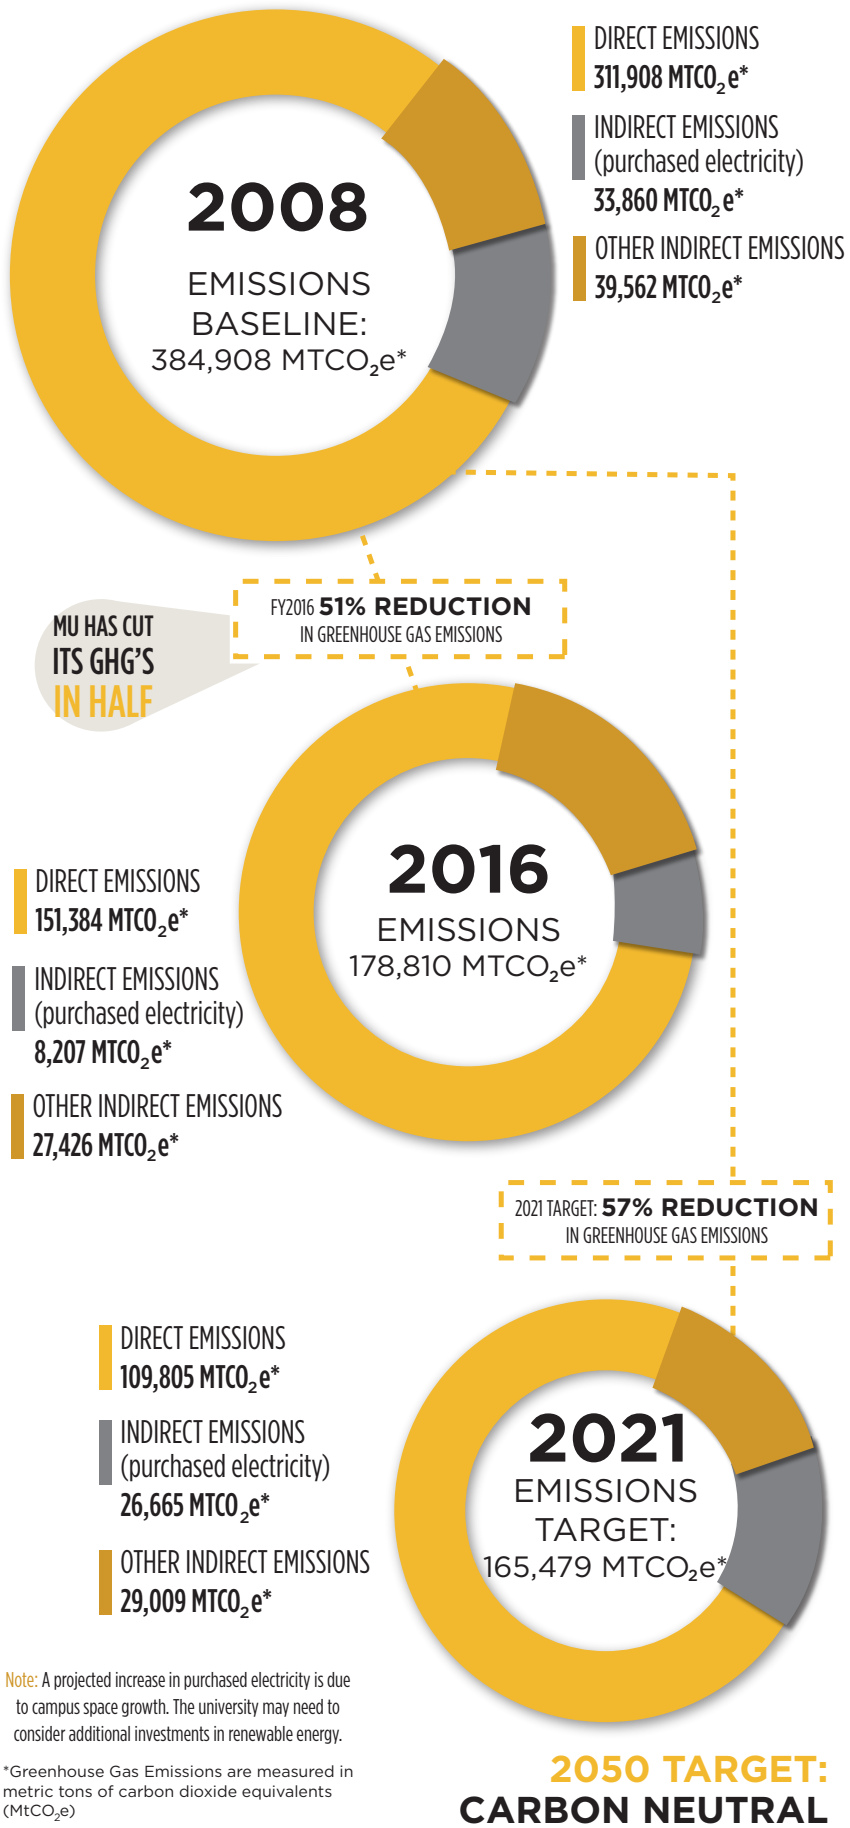 DIRECT EMISSIONS
311,908 MTCO₂e*
INDIRECT EMISSIONS
(purchased electricity)
33,860 MTCO₂e*
OTHER INDIRECT EMISSIONS
39,562 MTCO₂e*
2008
EMISSIONS
BASELINE:
384,908 MTCO₂e*
FY2016 51% REDUCTION
IN GREENHOUSE GAS EMISSIONS
MU HAS CUT
ITS GHG'S
IN HALF
2016
EMISSIONS
178,810 MTCO₂e*
DIRECT EMISSIONS
151,384 MTCO₂e*
INDIRECT EMISSIONS
(purchased electricity)
8,207 MTCO₂e*
OTHER INDIRECT EMISSIONS
27,426 MTCO₂e*
2021 TARGET: 57% REDUCTION
IN GREENHOUSE GAS EMISSIONS
DIRECT EMISSIONS
109,805 MTCO₂e*
INDIRECT EMISSIONS
(purchased electricity)
26,665 MTCO₂e*
OTHER INDIRECT EMISSIONS
29,009 MTCO₂e*
2021
EMISSIONS
TARGET:
165,479 MTCO₂e*
Note: A projected increase in purchased electricity is due
to campus space growth. The university may need to
consider additional investments in renewable energy.
*Greenhouse Gas Emissions are measured in
metric tons of carbon dioxide equivalents
(MtCO₂e)
2050 TARGET:
CARBON NEUTRAL